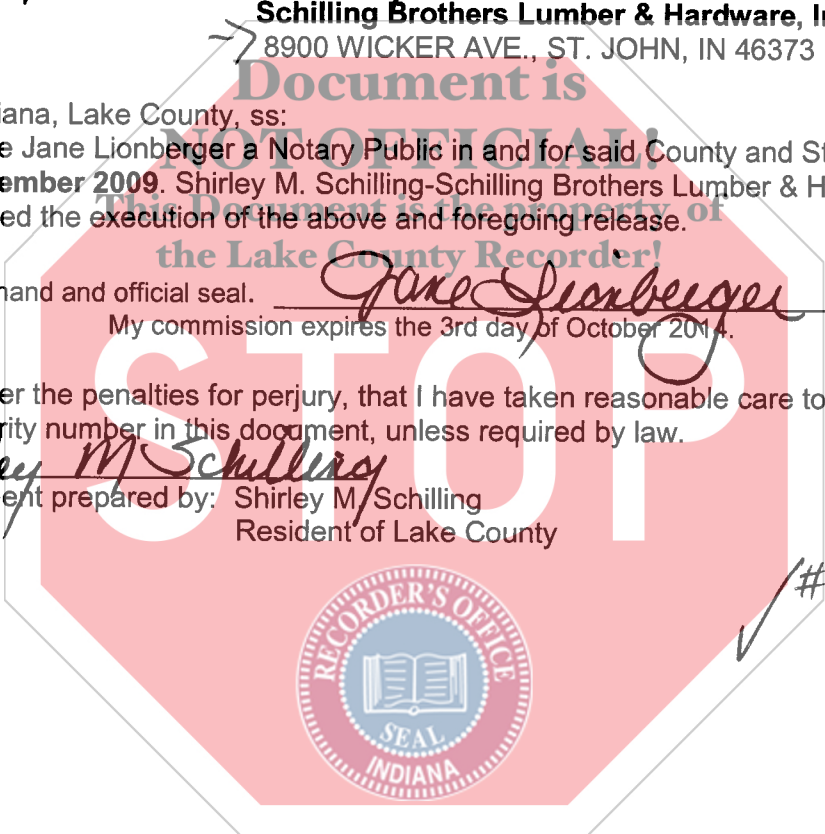 Schilling Brothers Lumber & Hardware, In
8900 WICKER AVE., ST. JOHN, IN 46373
Document is
iana, Lake County, ss:
NOT OFFICIAL!
e Jane Lionberger a Notary Public in and for said County and St
ember 2009. Shirley M. Schilling-Schilling Brothers Lumber & H
This Document is the property of
ed the execution of the above and foregoing release.
the Lake County Recorder!
hand and official seal. Jane Lionberger
My commission expires the 3rd day of October 2014.
STOP
er the penalties for perjury, that I have taken reasonable care to
rity number in this document, unless required by law.
ey M Schilling
ent prepared by: Shirley M. Schilling
Resident of Lake County
#
RECORDER'S OFFICE
SEAL
INDIANA